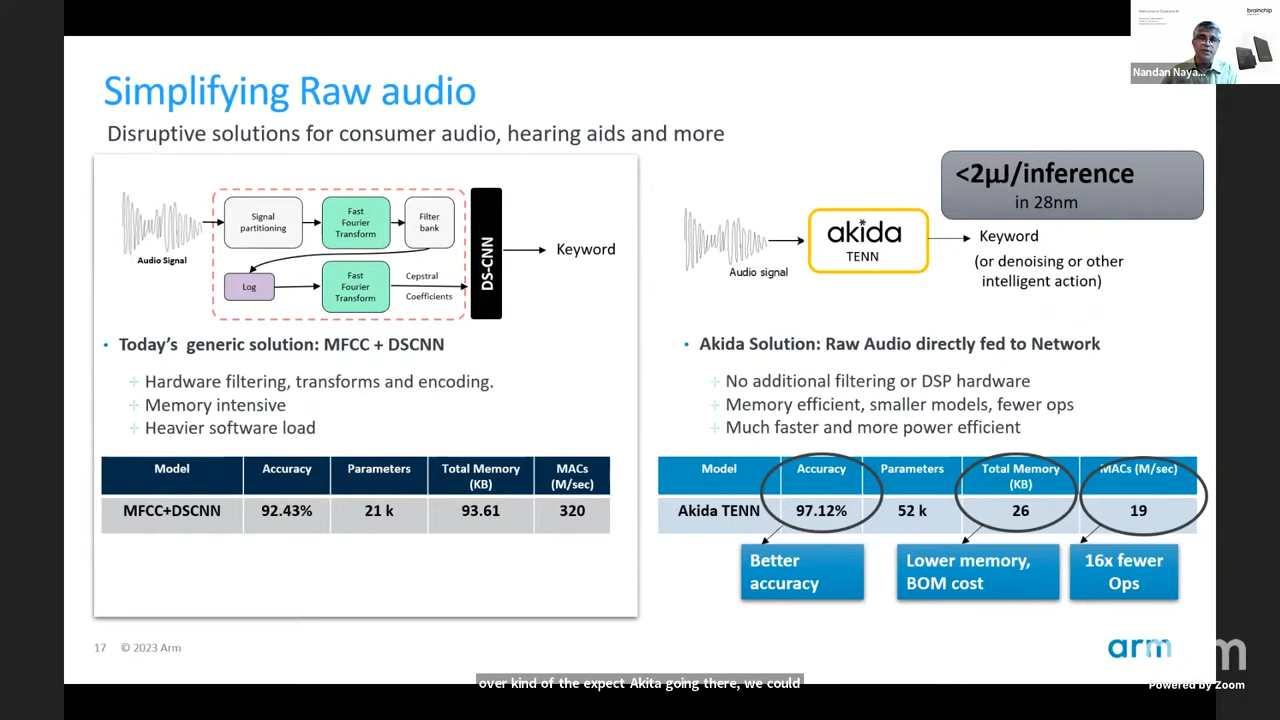 brainchip
Nandan Naya...
Simplifying Raw audio
Disruptive solutions for consumer audio, hearing aids and more
Audio Signal
Signal
partitioning
Fast
Fourier
Transform
Filter
bank
Log
Fast
Fourier
Transform
Cepstral
Coefficients
DS-CNN
Keyword
• Today's generic solution: MFCC + DSCNN
Hardware filtering, transforms and encoding.
Memory intensive
Heavier software load
Model Accuracy Parameters Total Memory (KB) MACs (M/sec)
MFCC+DSCNN 92.43% 21 k 93.61 320
<2µJ/inference
in 28nm
Audio signal
akida
TENN
Keyword
(or denoising or other
intelligent action)
• Akida Solution: Raw Audio directly fed to Network
No additional filtering or DSP hardware
Memory efficient, smaller models, fewer ops
Much faster and more power efficient
Model Accuracy Parameters Total Memory (KB) MACs (M/sec)
Akida TENN 97.12% 52 k 26 19
Better
accuracy
Lower memory,
BOM cost
16x fewer
Ops
17 © 2023 Arm
arm
over kind of the expect Akita going there, we could
Powered by Zoom